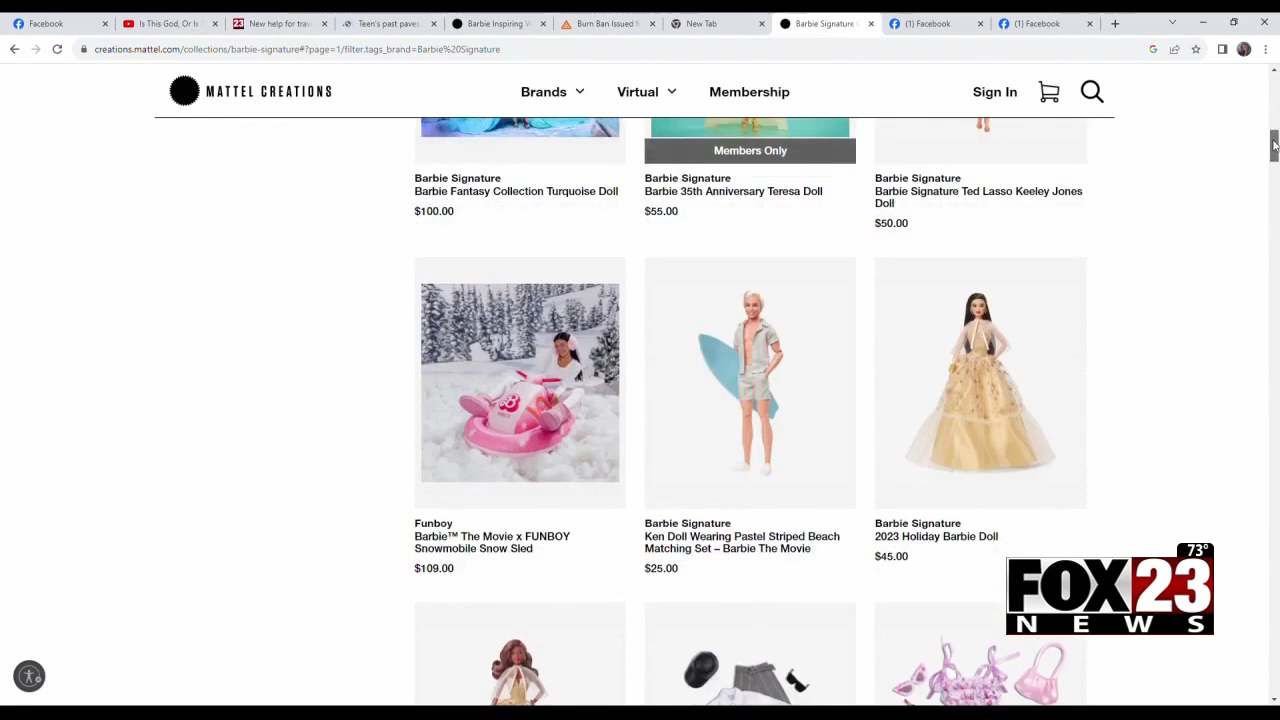 Facebook
Is This God, Or Is
New help for trav
Teen's past paves
Barbie Inspiring V
Burn Ban Issued f
New Tab
Barbie Signature C
(1) Facebook
(1) Facebook
creations.mattel.com/collections/barbie-signature#?page=1/filter.tags_brand=Barbie%20Signature
MATTEL CREATIONS
Brands
Virtual
Membership
Sign In
Members Only
Barbie Signature
Barbie Fantasy Collection Turquoise Doll
$100.00
Barbie Signature
Barbie 35th Anniversary Teresa Doll
$55.00
Barbie Signature
Barbie Signature Ted Lasso Keeley Jones
Doll
$50.00
Funboy
Barbie™ The Movie x FUNBOY
Snowmobile Snow Sled
$109.00
Barbie Signature
Ken Doll Wearing Pastel Striped Beach
Matching Set – Barbie The Movie
$25.00
Barbie Signature
2023 Holiday Barbie Doll
$45.00
73°
FOX23
NEWS